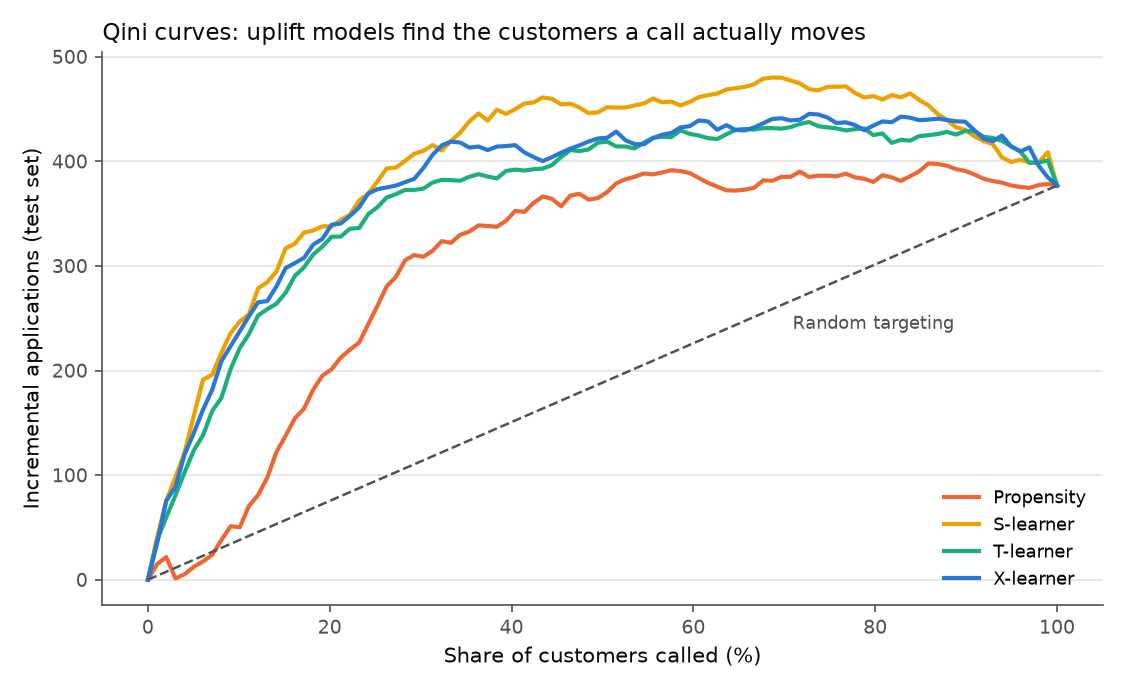 Qini curves: uplift models find the customers a call actually moves
Incremental applications (test set)
500
400
300
200
100
0
Random targeting
Propensity
S-learner
T-learner
X-learner
0 20 40 60 80 100
Share of customers called (%)